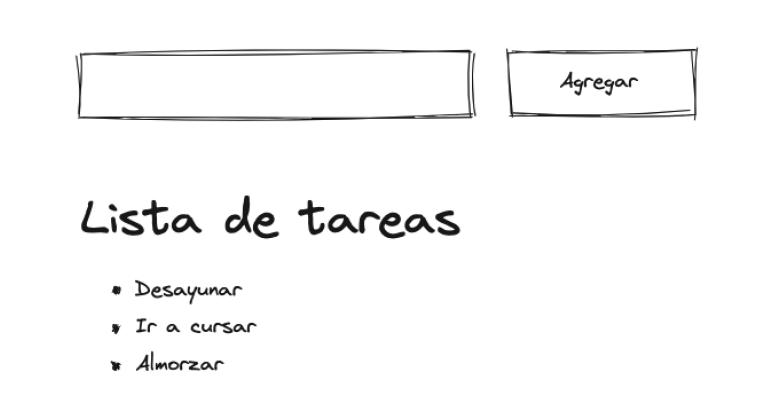 Agregar
Lista de tareas
Desayunar
Ir a cursar
Almorzar